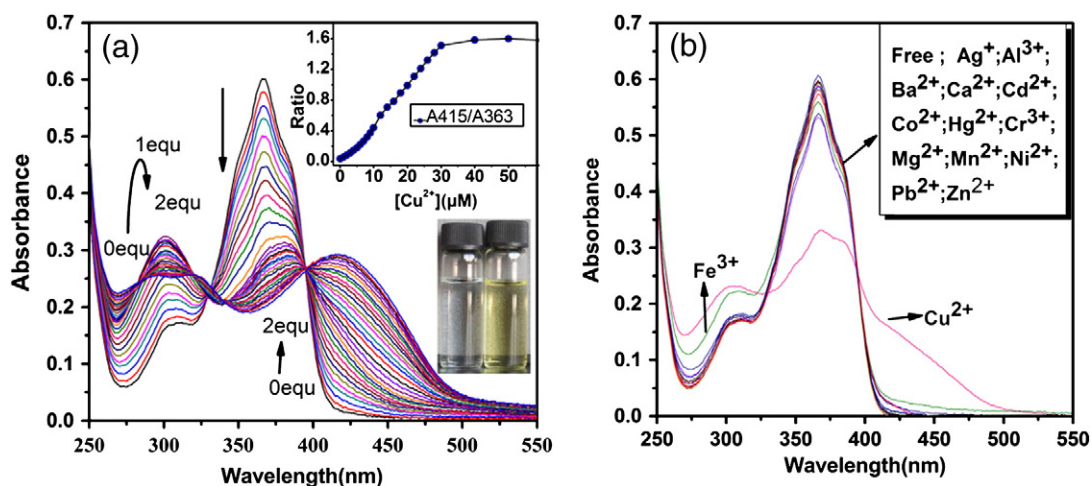 (a)
0.7
0.6
0.5
0.4
0.3
0.2
0.1
0.0
Absorbance
250
300
350
400
450
500
550
Wavelength(nm)
1equ
2equ
0equ
2equ
0equ
1.6
1.2
0.8
0.4
0.0
Ratio
A415/A363
0
10
20
30
40
50
[Cu²⁺](μM)
(b)
0.7
0.6
0.5
0.4
0.3
0.2
0.1
0.0
Absorbance
250
300
350
400
450
500
550
Wavelength(nm)
Free ; Ag⁺;Al³⁺;
Ba²⁺;Ca²⁺;Cd²⁺;
Co²⁺;Hg²⁺;Cr³⁺;
Mg²⁺;Mn²⁺;Ni²⁺;
Pb²⁺;Zn²⁺
Fe³⁺
Cu²⁺